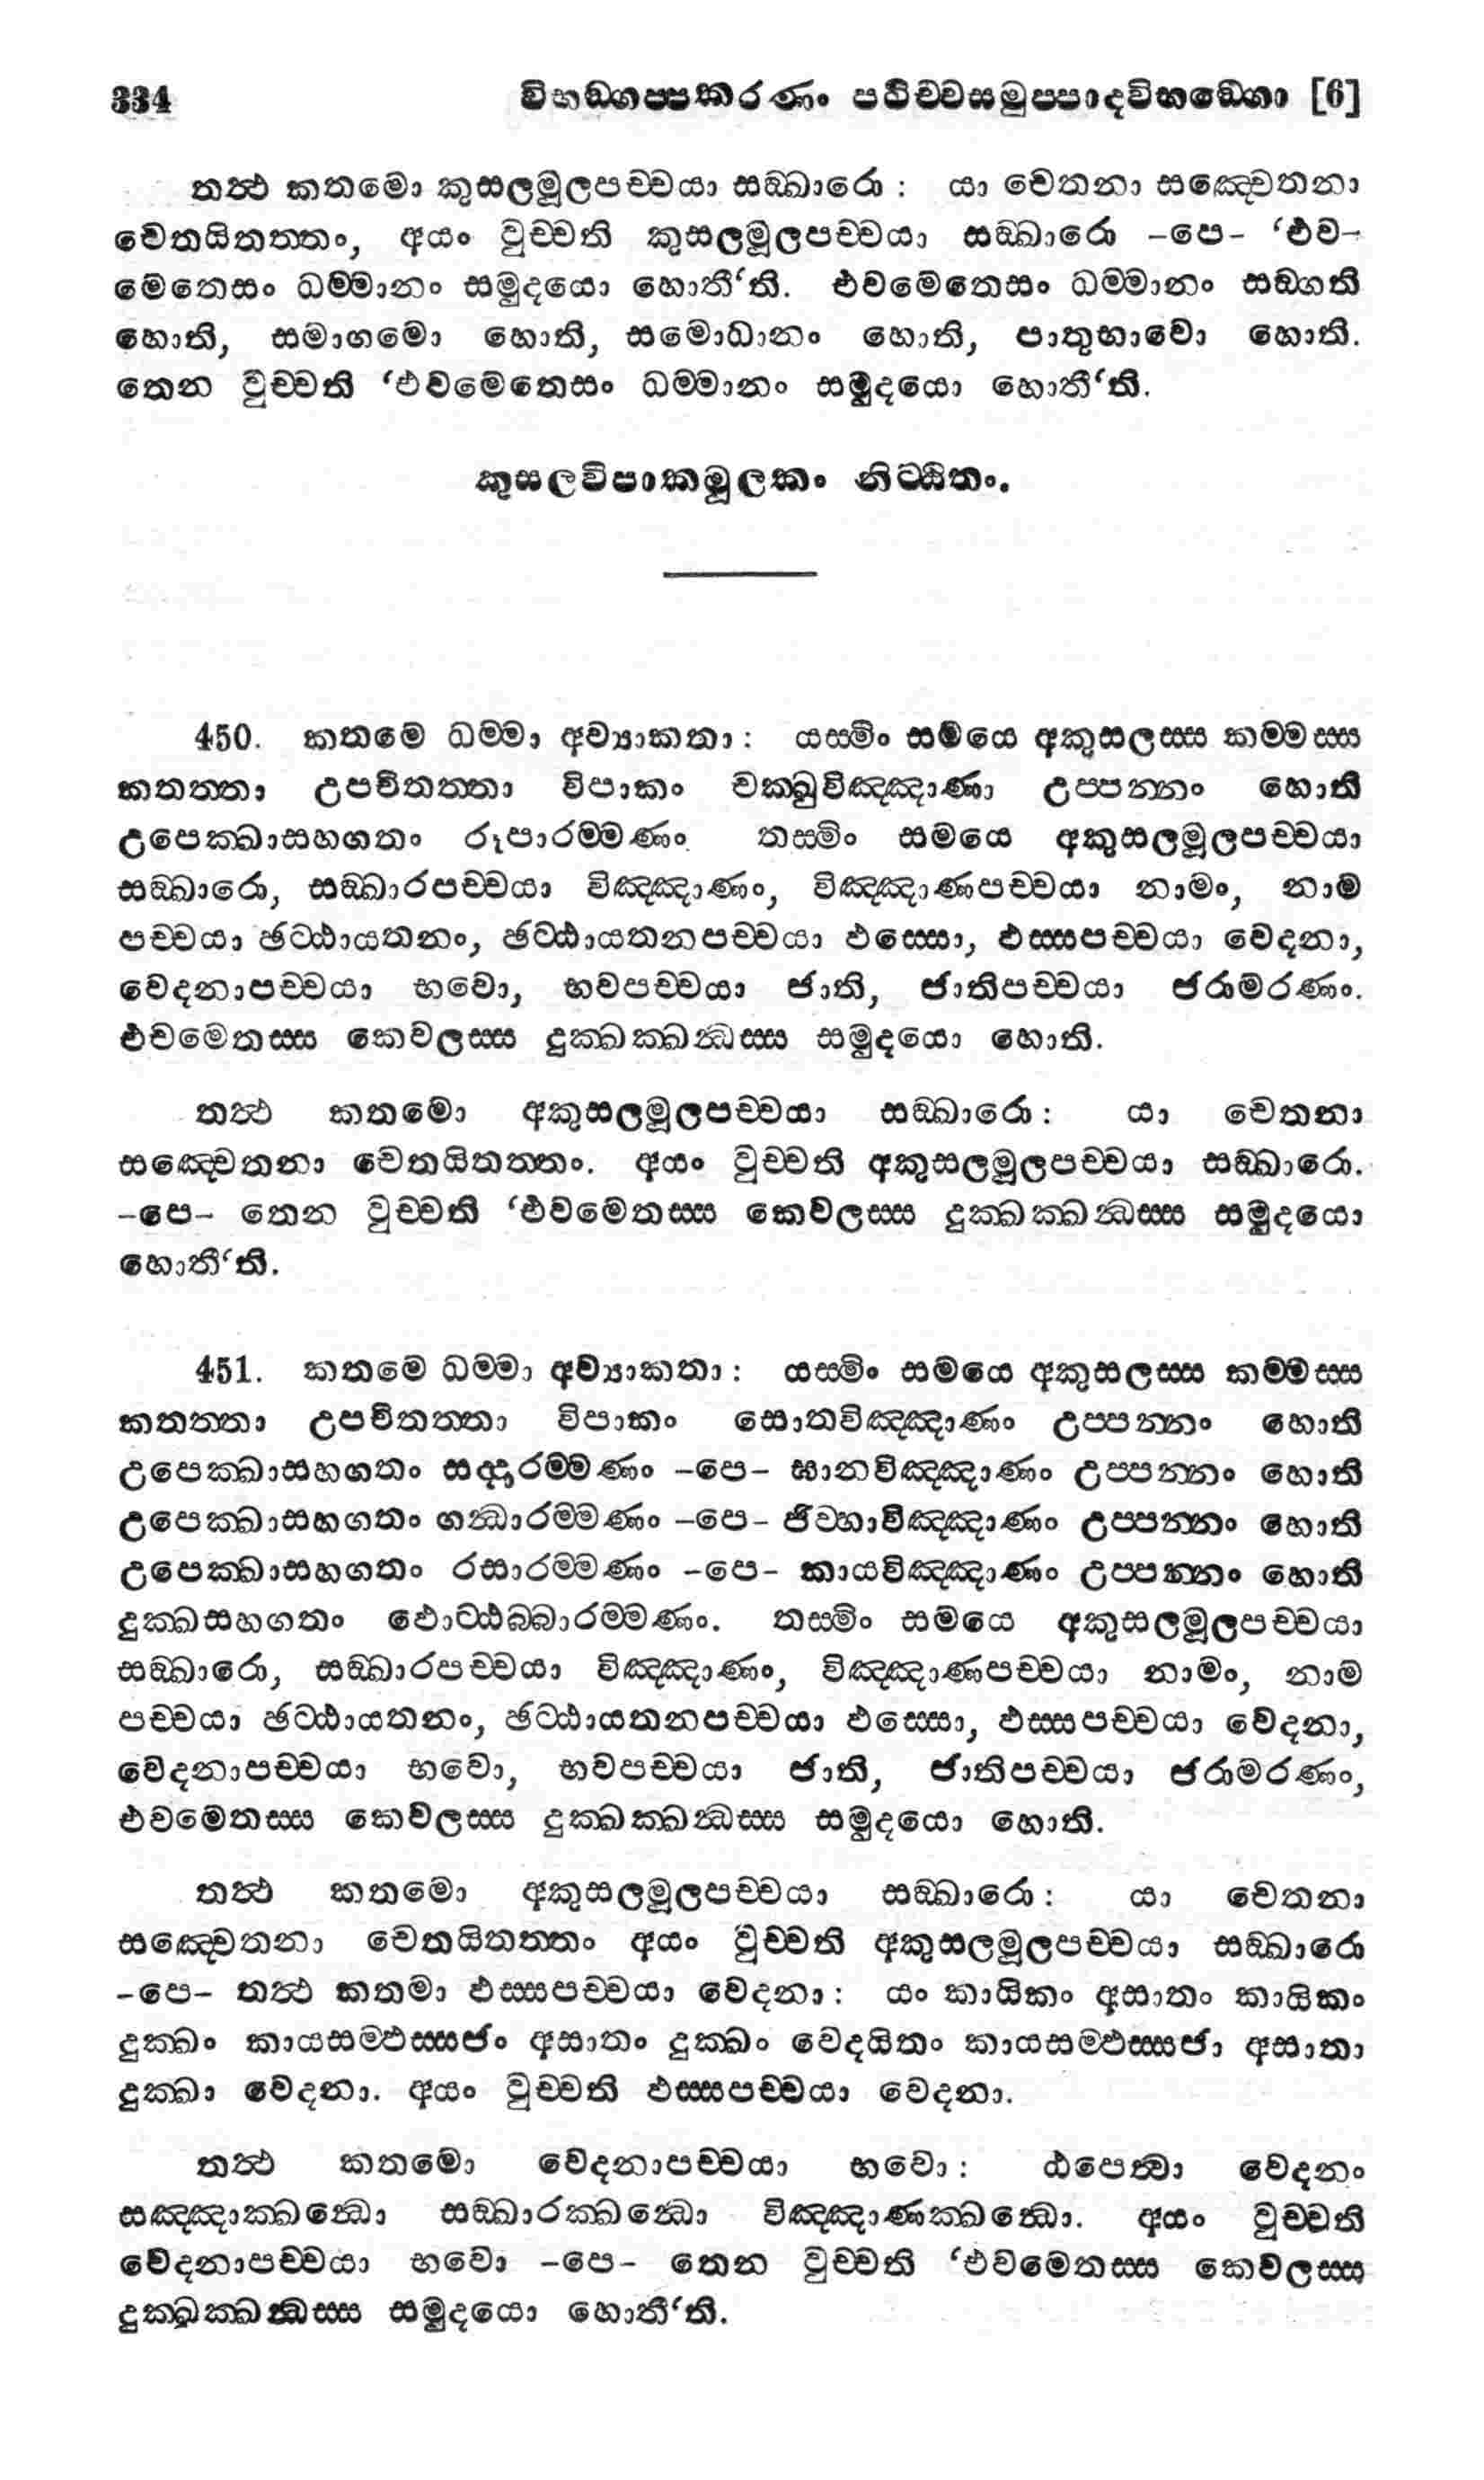 334 විභඞ්ගප්පකරණං පටිච්චසමුප්පාදවිභඞ්ගො [6]
තත්‍ථ කතමො කුසලමූලපච්චයා සඞ්ඛාරො : යා චෙතනා සඤ්චෙතනා
චෙතයිතත්තං, අයං වුච්චති කුසලමූලපච්චයා සඞ්ඛාරො -පෙ- ‘එව-
මෙතෙසං ධම්මානං සමුදයො හොතී‘ති. එවමෙතෙසං ධම්මානං සඞ්ගති
හොති, සමාගමො හොති, සමොධානං හොති, පාතුභාවො හොති.
තෙන වුච්චති ‘එවමෙතෙසං ධම්මානං සමුදයො හොතී‘ති.
කුසලවිපාකමූලකං නිට්ඨිතං.
450. කතමෙ ධම්මා අව්‍යාකතා : යස්මිං සමයෙ අකුසලස්ස කම්මස්ස
කතත්තා උපචිතත්තා විපාකං චක්ඛුවිඤ්ඤාණා උප්පන්නං හොති
උපෙක්ඛාසහගතං රූපාරම්මණං. තස්මිං සමයෙ අකුසලමූලපච්චයා
සඞ්ඛාරො, සඞ්ඛාරපච්චයා විඤ්ඤාණං, විඤ්ඤාණපච්චයා නාමං, නාම
පච්චයා ඡට්ඨායතනං, ඡට්ඨායතනපච්චයා ඵස්සො, ඵස්සපච්චයා වෙදනා,
වෙදනාපච්චයා භවො, භවපච්චයා ජාති, ජාතිපච්චයා ජරාමරණං.
එවමෙතස්ස කෙවලස්ස දුක්ඛක්ඛන්‍ධස්ස සමුදයො හොති.
තත්‍ථ කතමො අකුසලමූලපච්චයා සඞ්ඛාරො : යා චෙතනා
සඤ්චෙතනා චෙතයිතත්තං. අයං වුච්චති අකුසලමූලපච්චයා සඞ්ඛාරො.
-පෙ- තෙන වුච්චති ‘එවමෙතස්ස කෙවලස්ස දුක්ඛක්ඛන්‍ධස්ස සමුදයො
හොතී‘ති.
451. කතමෙ ධම්මා අව්‍යාකතා : යස්මිං සමයෙ අකුසලස්ස කම්මස්ස
කතත්තා උපචිතත්තා විපාකං සොතවිඤ්ඤාණං උප්පන්නං හොති
උපෙක්ඛාසහගතං සද්දාරම්මණං -පෙ- ඝානවිඤ්ඤාණං උප්පන්නං හොති
උපෙක්ඛාසහගතං ගන්‍ධාරම්මණං -පෙ- ජිව්හාවිඤ්ඤාණං උප්පන්නං හොති
උපෙක්ඛාසහගතං රසාරම්මණං -පෙ- කායවිඤ්ඤාණං උප්පන්නං හොති
දුක්ඛසහගතං ඵොට්ඨබ්බාරම්මණං. තස්මිං සමයෙ අකුසලමූලපච්චයා
සඞ්ඛාරො, සඞ්ඛාරපච්චයා විඤ්ඤාණං, විඤ්ඤාණපච්චයා නාමං, නාම
පච්චයා ඡට්ඨායතනං, ඡට්ඨායතනපච්චයා ඵස්සො, ඵස්සපච්චයා වෙදනා,
වෙදනාපච්චයා භවො, භවපච්චයා ජාති, ජාතිපච්චයා ජරාමරණං,
එවමෙතස්ස කෙවලස්ස දුක්ඛක්ඛන්‍ධස්ස සමුදයො හොති.
තත්‍ථ කතමො අකුසලමූලපච්චයා සඞ්ඛාරො : යා චෙතනා
සඤ්චෙතනා චෙතයිතත්තං අයං වුච්චති අකුසලමූලපච්චයා සඞ්ඛාරො
-පෙ- තත්‍ථ කතමා ඵස්සපච්චයා වෙදනා : යං කායිකං අසාතං කායිකං
දුක්ඛං කායසම්ඵස්සජං අසාතං දුක්ඛං වෙදයිතං කායසම්ඵස්සජා අසාතා
දුක්ඛා වෙදනා. අයං වුච්චති ඵස්සපච්චයා වෙදනා.
තත්‍ථ කතමො වෙදනාපච්චයා භවො : ඨපෙත්‍වා වෙදනං
සඤ්ඤාක්ඛන්‍ධො සඞ්ඛාරක්ඛන්‍ධො විඤ්ඤාණක්ඛන්‍ධො. අයං වුච්චති
වෙදනාපච්චයා භවො -පෙ- තෙන වුච්චති ‘එවමෙතස්ස කෙවලස්ස
දුක්ඛක්ඛන්‍ධස්ස සමුදයො හොතී‘ති.